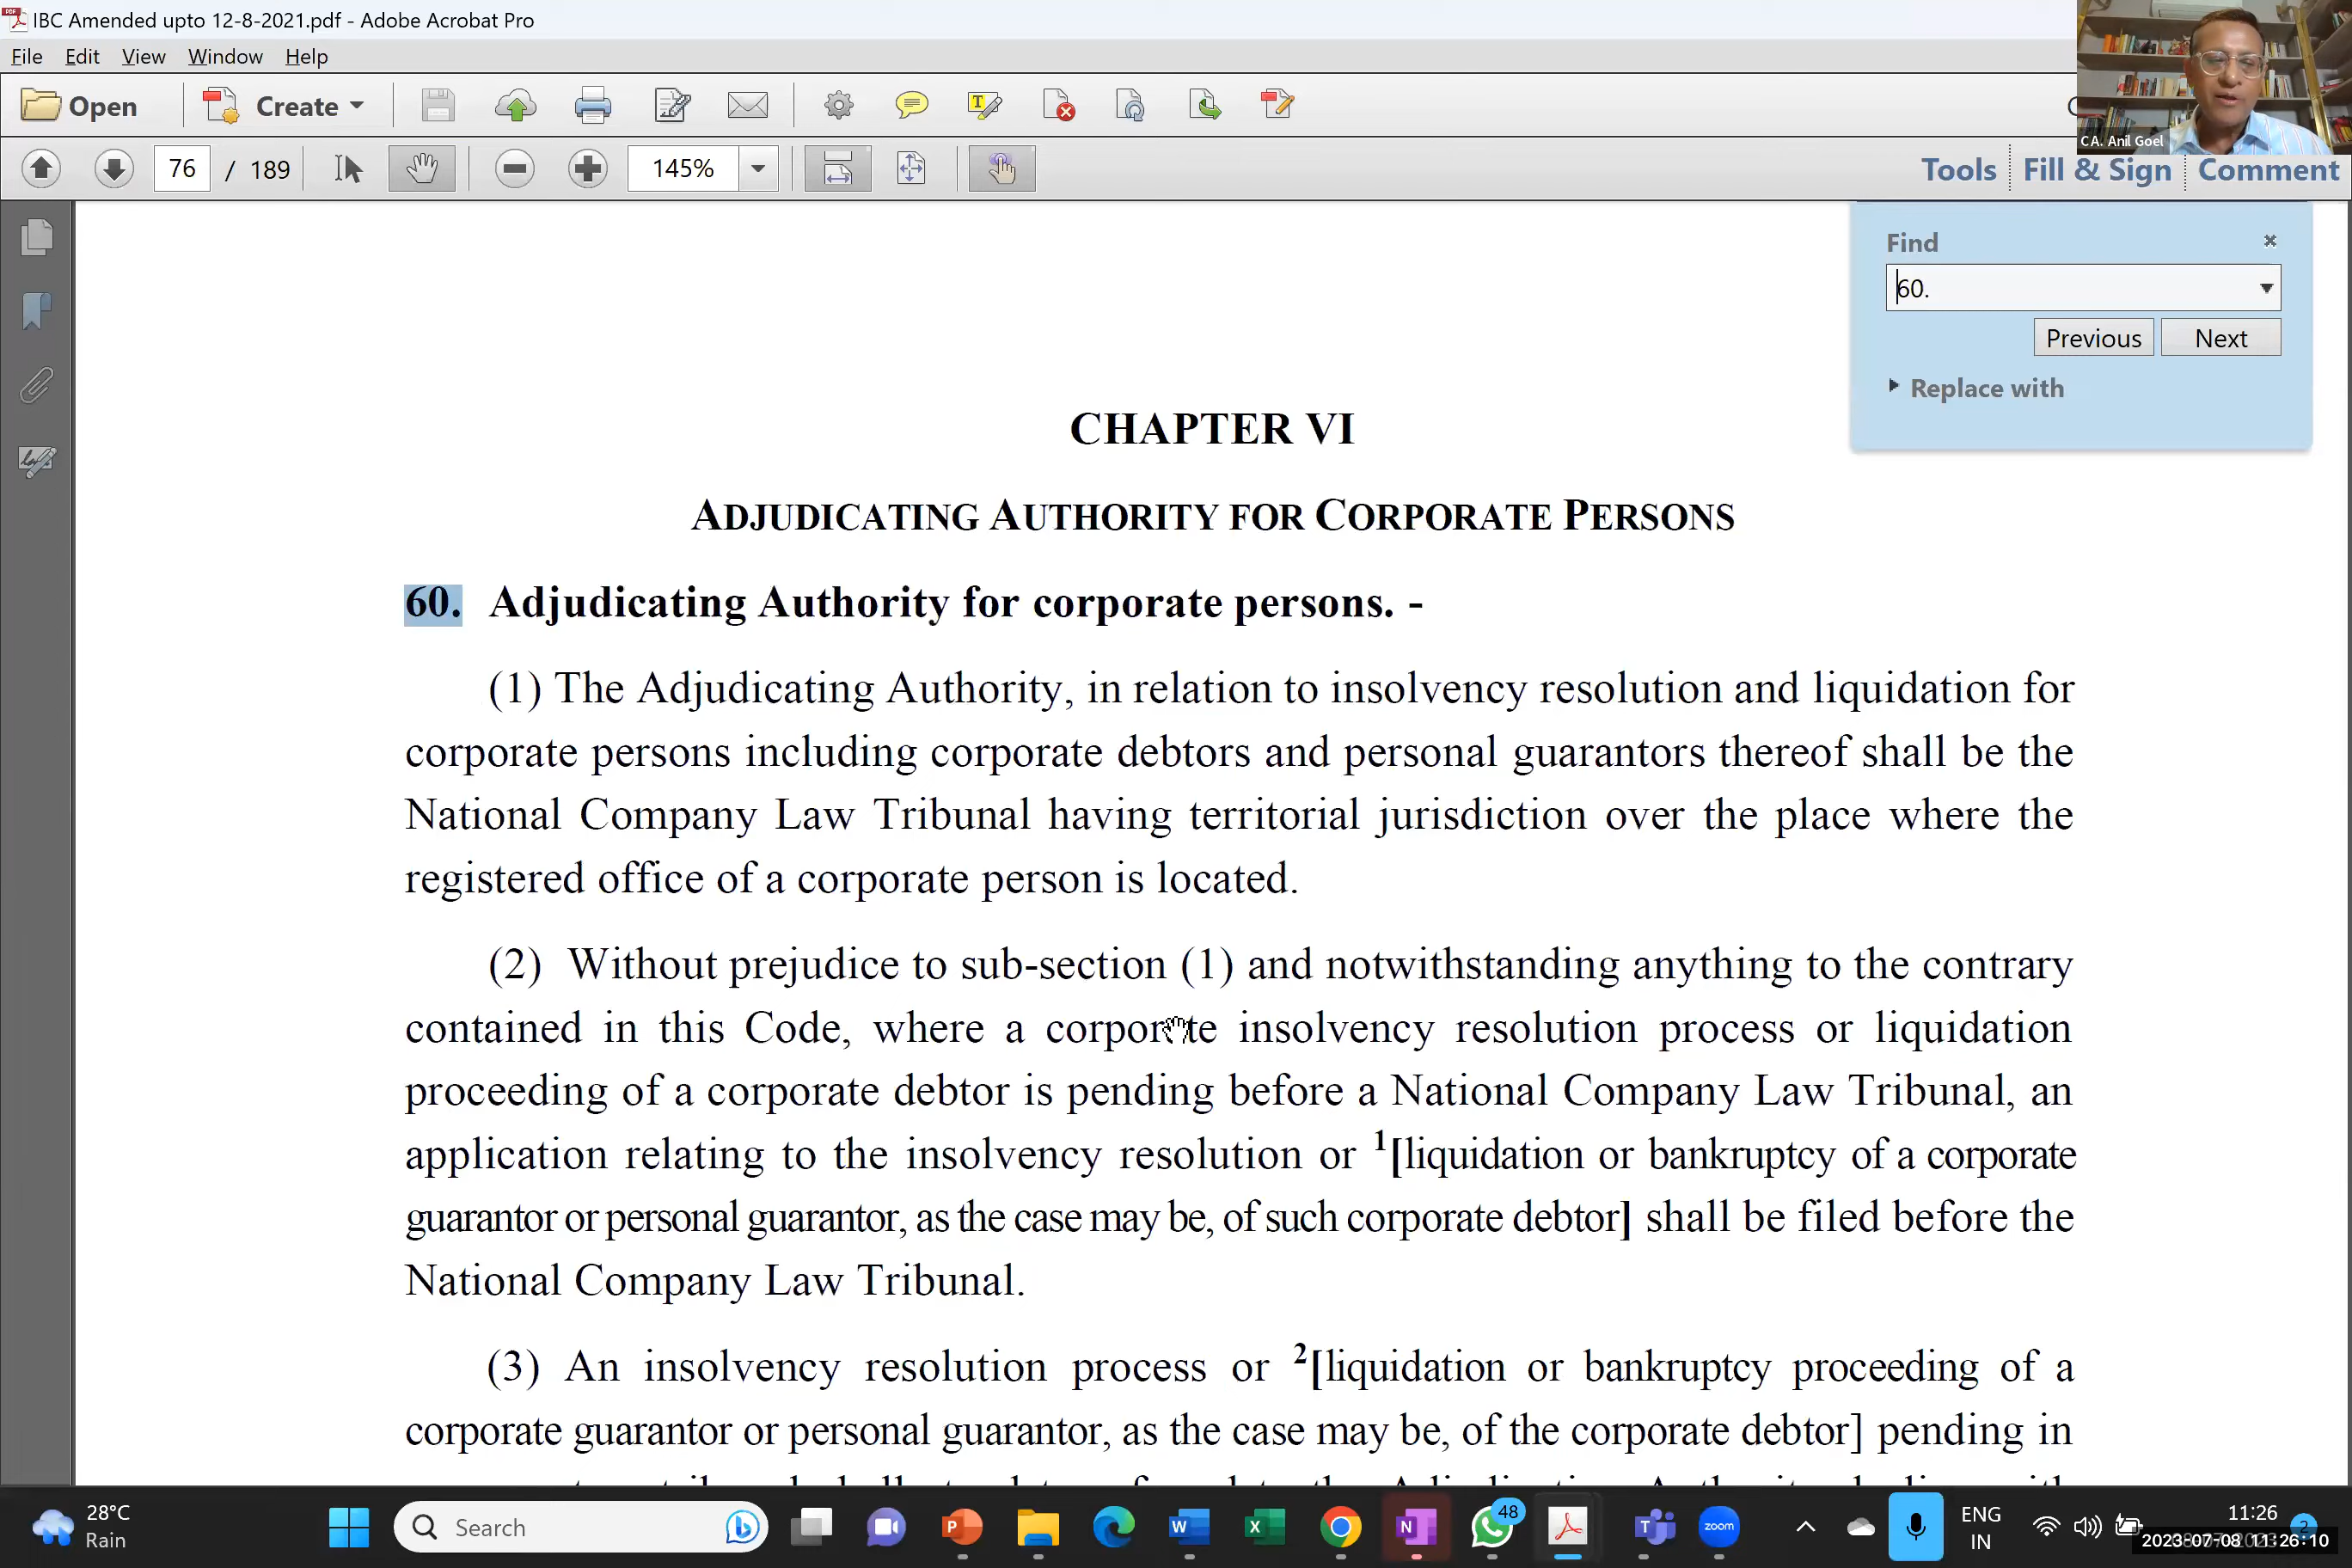 IBC Amended upto 12-8-2021.pdf - Adobe Acrobat Pro
File Edit View Window Help
Open Create
CA. Anil Goel
76 / 189 145% Tools Fill & Sign Comment
Find
60.
Previous Next
Replace with
CHAPTER VI
ADJUDICATING AUTHORITY FOR CORPORATE PERSONS
60. Adjudicating Authority for corporate persons. -
(1) The Adjudicating Authority, in relation to insolvency resolution and liquidation for
corporate persons including corporate debtors and personal guarantors thereof shall be the
National Company Law Tribunal having territorial jurisdiction over the place where the
registered office of a corporate person is located.
(2) Without prejudice to sub-section (1) and notwithstanding anything to the contrary
contained in this Code, where a corporate insolvency resolution process or liquidation
proceeding of a corporate debtor is pending before a National Company Law Tribunal, an
application relating to the insolvency resolution or 1[liquidation or bankruptcy of a corporate
guarantor or personal guarantor, as the case may be, of such corporate debtor] shall be filed before the
National Company Law Tribunal.
(3) An insolvency resolution process or 2[liquidation or bankruptcy proceeding of a
corporate guarantor or personal guarantor, as the case may be, of the corporate debtor] pending in
28°C
Rain
Search
48
zoom
ENG
IN
11:26
2
2023-07-08 11:26:10